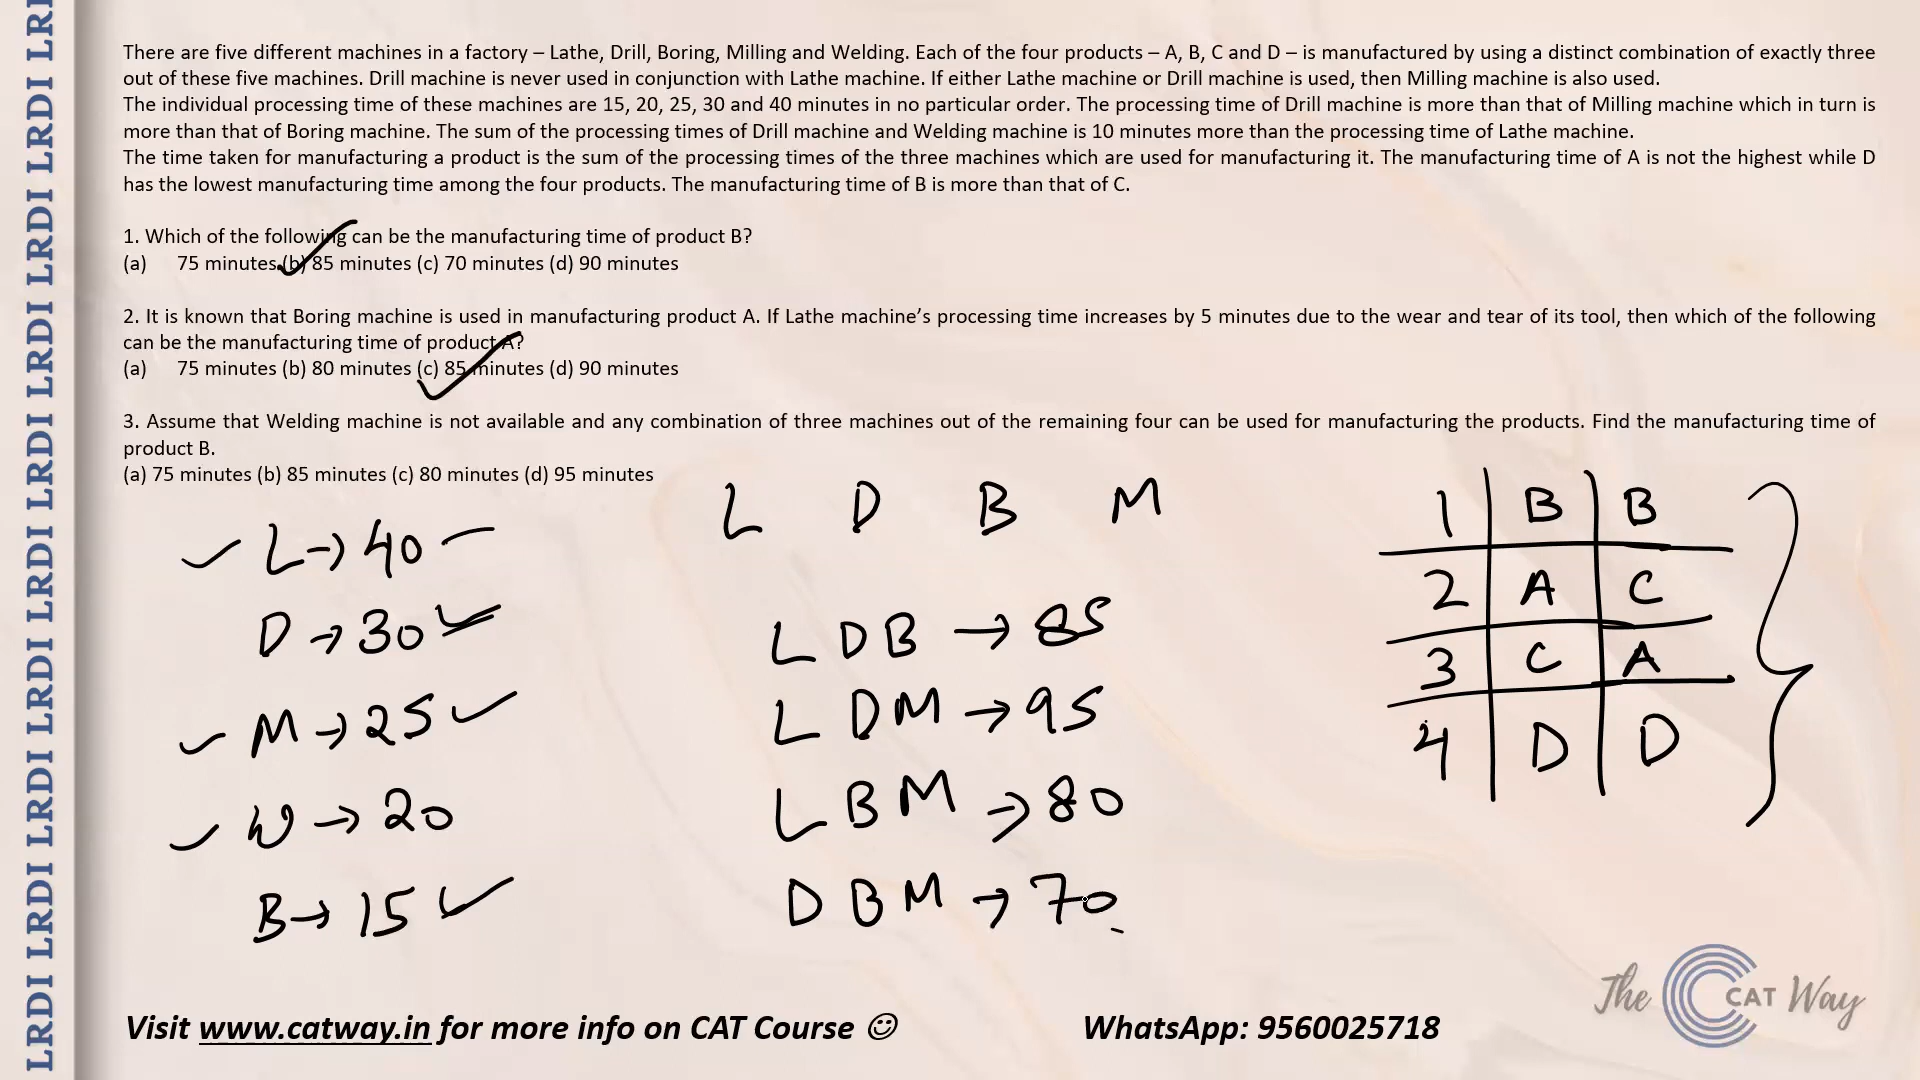 LRDI LRDI LRDI LRDI LRDI LRDI LRDI LRI
There are five different machines in a factory – Lathe, Drill, Boring, Milling and Welding. Each of the four products – A, B, C and D – is manufactured by using a distinct combination of exactly three
out of these five machines. Drill machine is never used in conjunction with Lathe machine. If either Lathe machine or Drill machine is used, then Milling machine is also used.
The individual processing time of these machines are 15, 20, 25, 30 and 40 minutes in no particular order. The processing time of Drill machine is more than that of Milling machine which in turn is
more than that of Boring machine. The sum of the processing times of Drill machine and Welding machine is 10 minutes more than the processing time of Lathe machine.
The time taken for manufacturing a product is the sum of the processing times of the three machines which are used for manufacturing it. The manufacturing time of A is not the highest while D
has the lowest manufacturing time among the four products. The manufacturing time of B is more than that of C.
1. Which of the following can be the manufacturing time of product B?
(a) 75 minutes (b) 85 minutes (c) 70 minutes (d) 90 minutes
2. It is known that Boring machine is used in manufacturing product A. If Lathe machine's processing time increases by 5 minutes due to the wear and tear of its tool, then which of the following
can be the manufacturing time of product A?
(a) 75 minutes (b) 80 minutes (c) 85 minutes (d) 90 minutes
3. Assume that Welding machine is not available and any combination of three machines out of the remaining four can be used for manufacturing the products. Find the manufacturing time of
product B.
(a) 75 minutes (b) 85 minutes (c) 80 minutes (d) 95 minutes
L → 40
D → 30
M → 25
W → 20
B → 15
L D B M
L D B → 85
L D M → 95
L B M → 80
D B M → 70
1 B B
2 A C
3 C A
4 D D
The CAT Way
Visit www.catway.in for more info on CAT Course ☺
WhatsApp: 9560025718